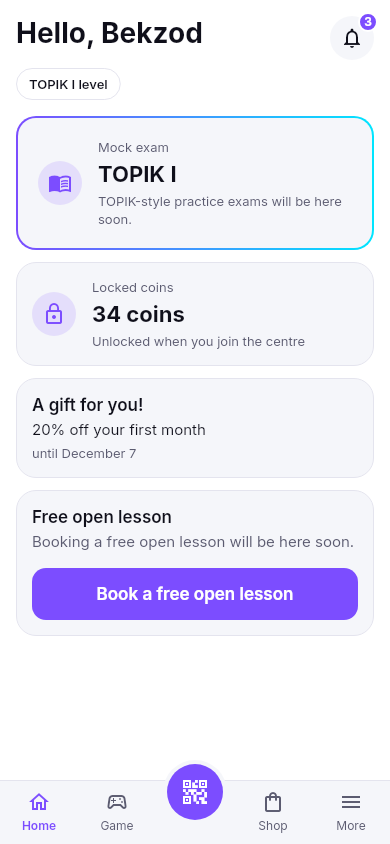 Hello, Bekzod
3
TOPIK I level
Mock exam
TOPIK I
TOPIK-style practice exams will be here
soon.
Locked coins
34 coins
Unlocked when you join the centre
A gift for you!
20% off your first month
until December 7
Free open lesson
Booking a free open lesson will be here soon.
Book a free open lesson
Home
Game
Shop
More